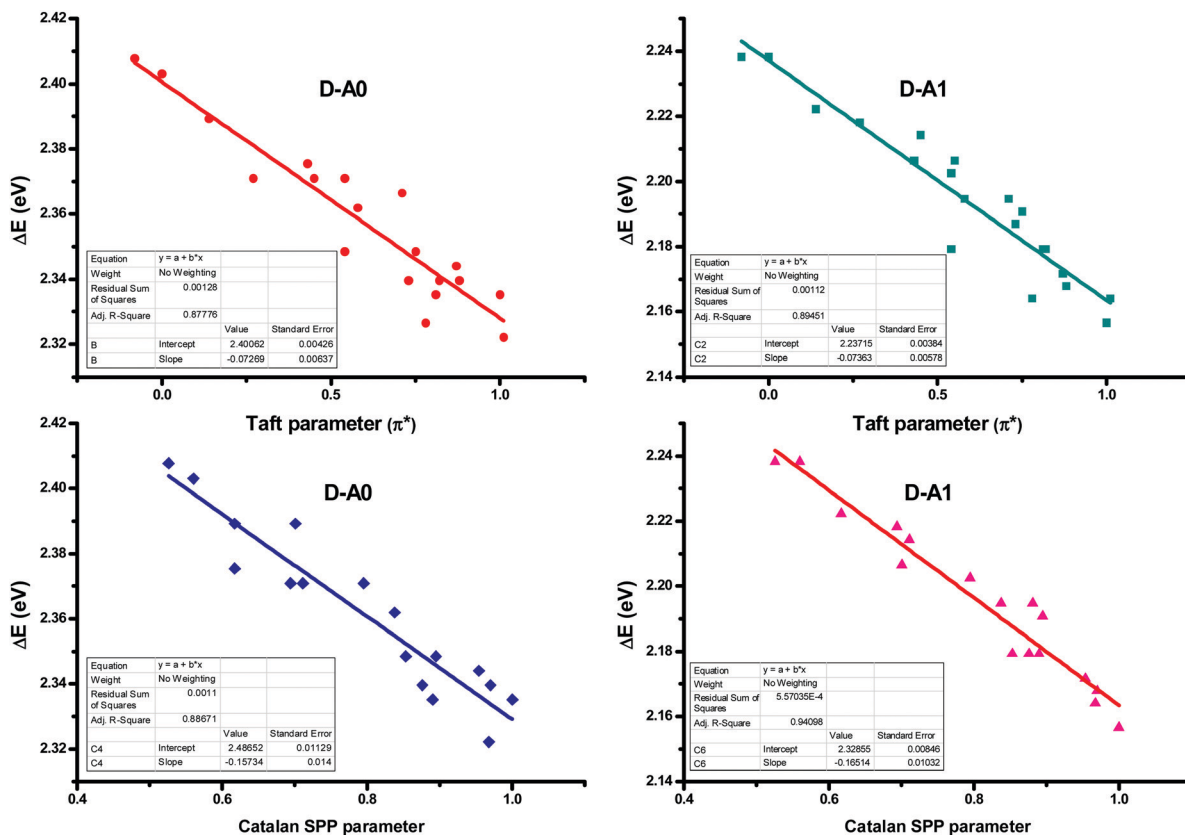 2.42
2.40
2.38
2.36
2.34
2.32
ΔE (eV)
D-A0
Equation y = a + b*x
Weight No Weighting
Residual Sum of Squares 0.00128
Adj. R-Square 0.87776
Value Standard Error
B Intercept 2.40062 0.00426
B Slope -0.07269 0.00637
0.0 0.5 1.0
Taft parameter (π*)
2.24
2.22
2.20
2.18
2.16
2.14
ΔE (eV)
D-A1
Equation y = a + b*x
Weight No Weighting
Residual Sum of Squares 0.00112
Adj. R-Square 0.89451
Value Standard Error
C2 Intercept 2.23715 0.00384
C2 Slope -0.07363 0.00578
0.0 0.5 1.0
Taft parameter (π*)
2.42
2.40
2.38
2.36
2.34
2.32
ΔE (eV)
D-A0
Equation y = a + b*x
Weight No Weighting
Residual Sum
of Squares 0.0011
Adj. R-Square 0.88671
Value Standard Error
C4 Intercept 2.48652 0.01129
C4 Slope -0.15734 0.014
0.4 0.6 0.8 1.0
Catalan SPP parameter
2.24
2.22
2.20
2.18
2.16
2.14
ΔE (eV)
D-A1
Equation y = a + b*x
Weight No Weighting
Residual Sum of
Squares 5.57035E-4
Adj. R-Square 0.94098
Value Standard Error
C6 Intercept 2.32855 0.00846
C6 Slope -0.16514 0.01032
0.4 0.6 0.8 1.0
Catalan SPP parameter